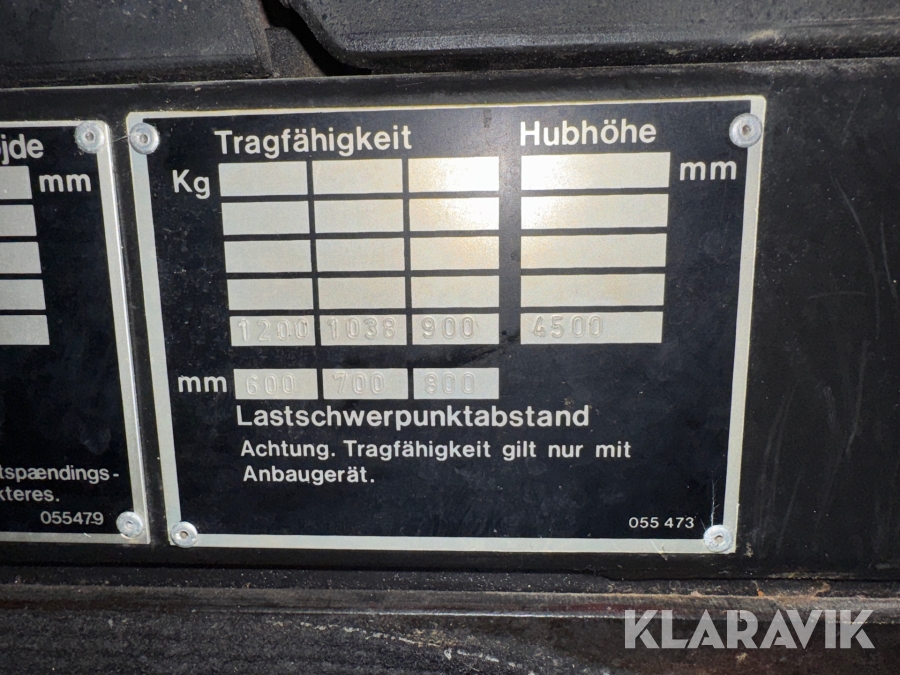 jde
mm
tspændings-
kteres.
055479
Tragfähigkeit Hubhöhe
Kg mm
1200 1038 900 4500
mm 600 700 800
Lastschwerpunktabstand
Achtung. Tragfähigkeit gilt nur mit
Anbaugerät.
055 473
KLARAVIK